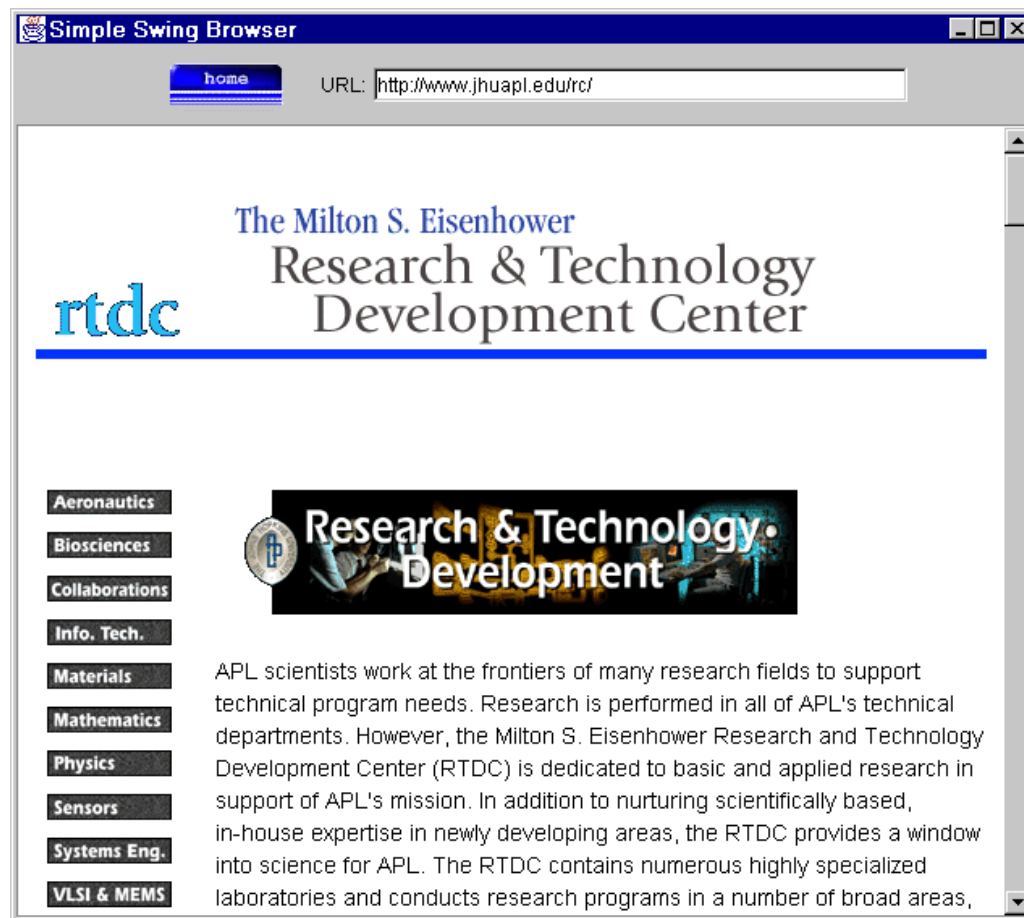 Simple Swing Browser
home
URL: http://www.jhuapl.edu/rc/
The Milton S. Eisenhower
Research & Technology
Development Center
rtdc
Aeronautics
Biosciences
Collaborations
Info. Tech.
Materials
Mathematics
Physics
Sensors
Systems Eng.
VLSI & MEMS
Research & Technology
Development
APL scientists work at the frontiers of many research fields to support
technical program needs. Research is performed in all of APL's technical
departments. However, the Milton S. Eisenhower Research and Technology
Development Center (RTDC) is dedicated to basic and applied research in
support of APL's mission. In addition to nurturing scientifically based,
in-house expertise in newly developing areas, the RTDC provides a window
into science for APL. The RTDC contains numerous highly specialized
laboratories and conducts research programs in a number of broad areas,